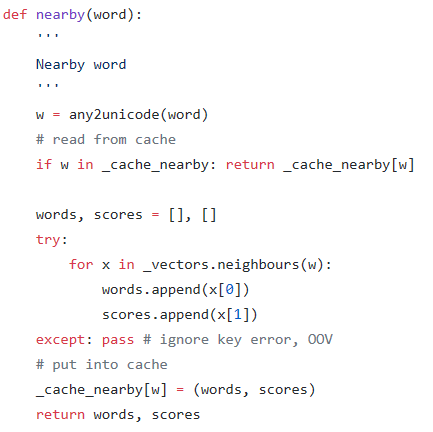 def nearby(word):
    '''
    Nearby word
    '''
    w = any2unicode(word)
    # read from cache
    if w in _cache_nearby: return _cache_nearby[w]

    words, scores = [], []
    try:
        for x in _vectors.neighbours(w):
            words.append(x[0])
            scores.append(x[1])
    except: pass # ignore key error, OOV
    # put into cache
    _cache_nearby[w] = (words, scores)
    return words, scores